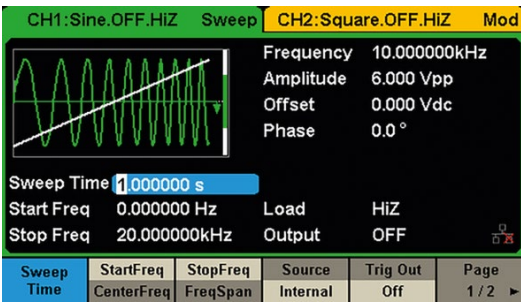 CH1:Sine.OFF.HiZ Sweep CH2:Square.OFF.HiZ Mod
Frequency 10.000000kHz
Amplitude 6.000 Vpp
Offset 0.000 Vdc
Phase 0.0 °
Sweep Time 1.000000 s
Start Freq 0.000000 Hz Load HiZ
Stop Freq 20.000000kHz Output OFF
Sweep StartFreq StopFreq Source Trig Out Page
Time CenterFreq FreqSpan Internal Off 1/2 ►